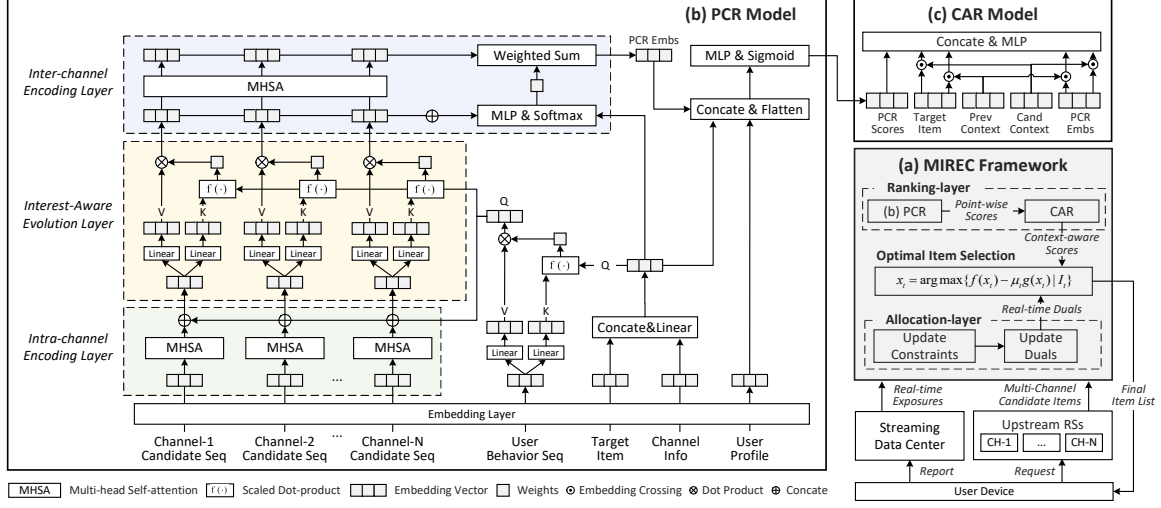 (b) PCR Model
Inter-channel
Encoding Layer
MHSA
Weighted Sum
MLP & Softmax
PCR Embs
MLP & Sigmoid
Concate & Flatten
Interest-Aware
Evolution Layer
f (·)
f (·)
f (·)
V
K
V
K
V
K
Linear
Linear
Linear
Linear
Linear
Linear
Q
f (·)
Q
V
K
Linear
Linear
Concate&Linear
Intra-channel
Encoding Layer
MHSA
MHSA
MHSA
...
Embedding Layer
Channel-1
Candidate Seq
Channel-2
Candidate Seq
...
Channel-N
Candidate Seq
User
Behavior Seq
Target
Item
Channel
Info
User
Profile
(c) CAR Model
Concate & MLP
PCR
Scores
Target
Item
Prev
Context
Cand
Context
PCR
Embs
(a) MIREC Framework
Ranking-layer
(b) PCR
Point-wise
Scores
CAR
Context-aware
Scores
Optimal Item Selection
x_t = arg max{f(x_t) − μ_t g(x_t) | I_t}
Real-time Duals
Allocation-layer
Update
Constraints
Update
Duals
Real-time
Exposures
Multi-Channel
Candidate Items
Final
Item List
Streaming
Data Center
Upstream RSs
CH-1
...
CH-N
Report
Request
User Device
MHSA Multi-head Self-attention f (·) Scaled Dot-product Embedding Vector Weights Embedding Crossing Dot Product Concate